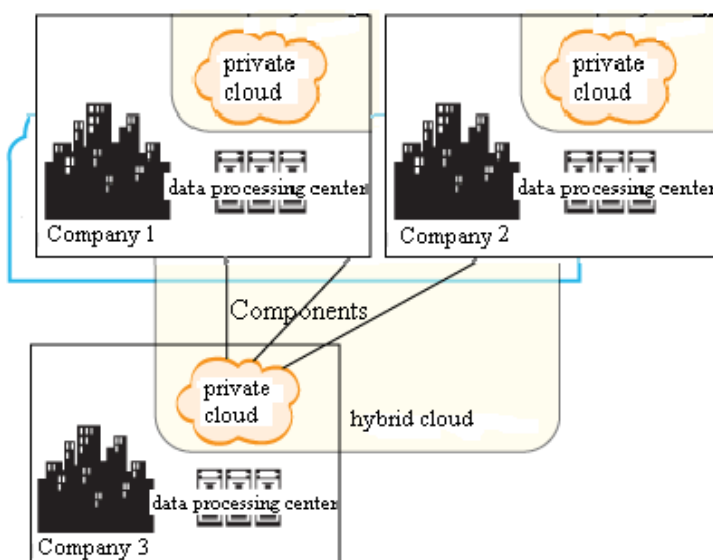 private
cloud
data processing center
Company 1
private
cloud
data processing center
Company 2
Components
private
cloud
hybrid cloud
data processing center
Company 3